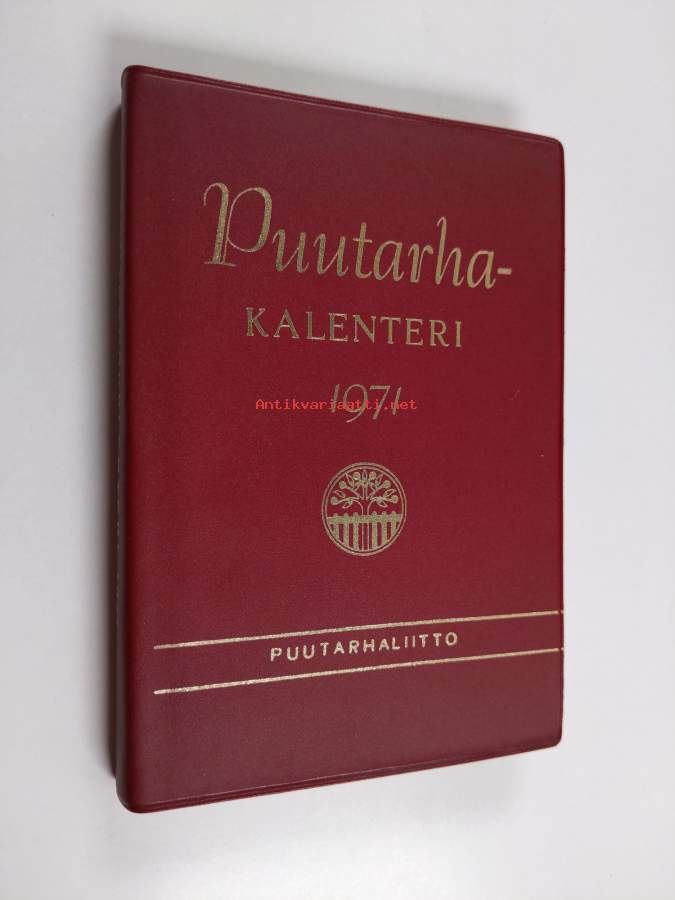 Puutarha-
KALENTERI
1971
Antikvariaatti.net
PUUTARHALIITTO